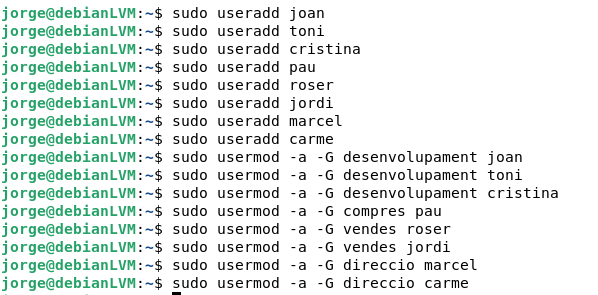 jorge@debianLVM:~$ sudo useradd joan
jorge@debianLVM:~$ sudo useradd toni
jorge@debianLVM:~$ sudo useradd cristina
jorge@debianLVM:~$ sudo useradd pau
jorge@debianLVM:~$ sudo useradd roser
jorge@debianLVM:~$ sudo useradd jordi
jorge@debianLVM:~$ sudo useradd marcel
jorge@debianLVM:~$ sudo useradd carme
jorge@debianLVM:~$ sudo usermod -a -G desenvolupament joan
jorge@debianLVM:~$ sudo usermod -a -G desenvolupament toni
jorge@debianLVM:~$ sudo usermod -a -G desenvolupament cristina
jorge@debianLVM:~$ sudo usermod -a -G compres pau
jorge@debianLVM:~$ sudo usermod -a -G vendes roser
jorge@debianLVM:~$ sudo usermod -a -G vendes jordi
jorge@debianLVM:~$ sudo usermod -a -G direccio marcel
jorge@debianLVM:~$ sudo usermod -a -G direccio carme